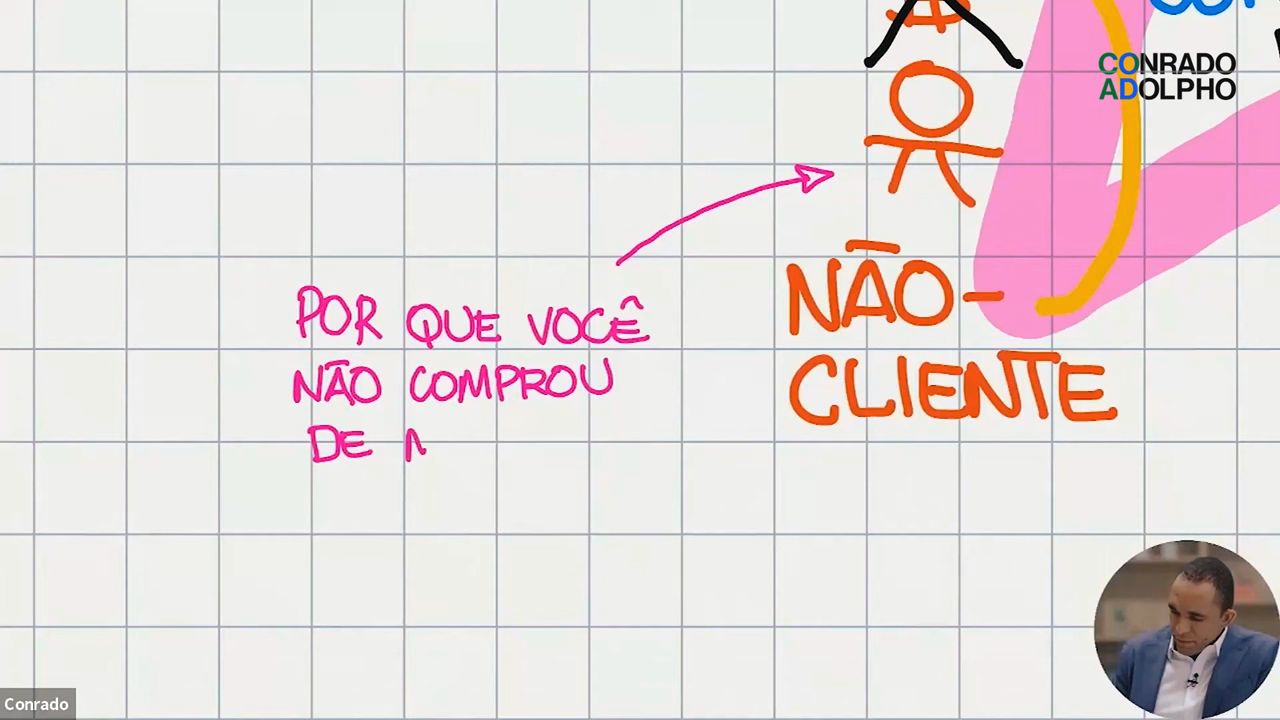 CONRADO
ADOLPHO
NÃO-
CLIENTE
POR QUE VOCÊ
NÃO COMPROU
DE
Conrado